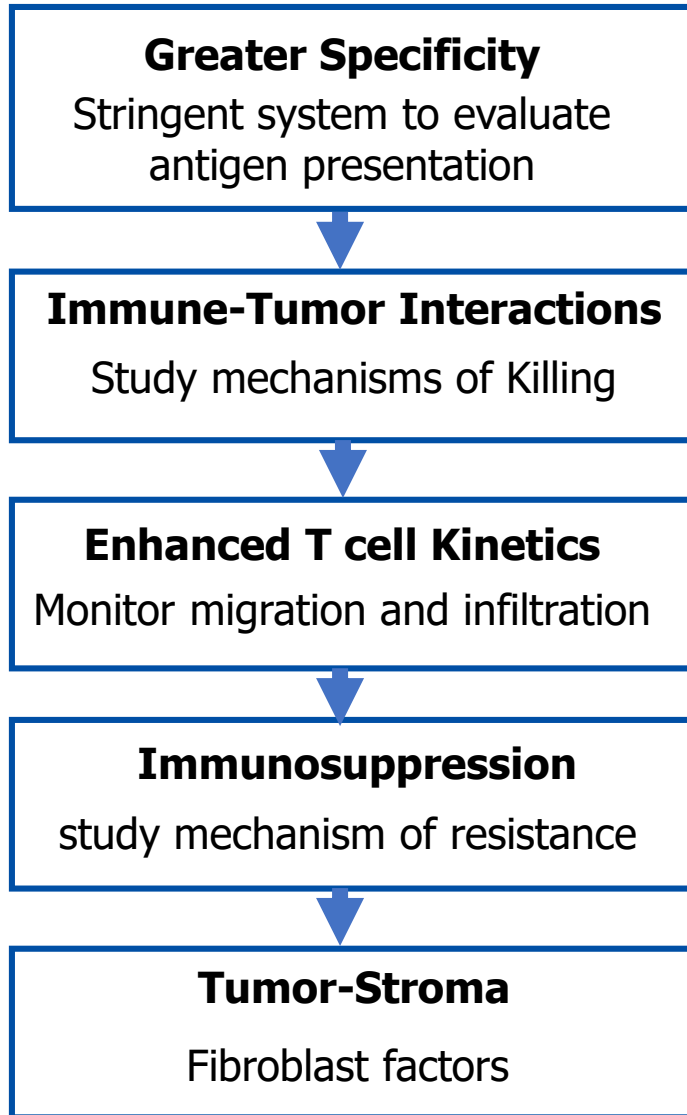 Greater Specificity
Stringent system to evaluate
antigen presentation
Immune-Tumor Interactions
Study mechanisms of Killing
Enhanced T cell Kinetics
Monitor migration and infiltration
Immunosuppression
study mechanism of resistance
Tumor-Stroma
Fibroblast factors